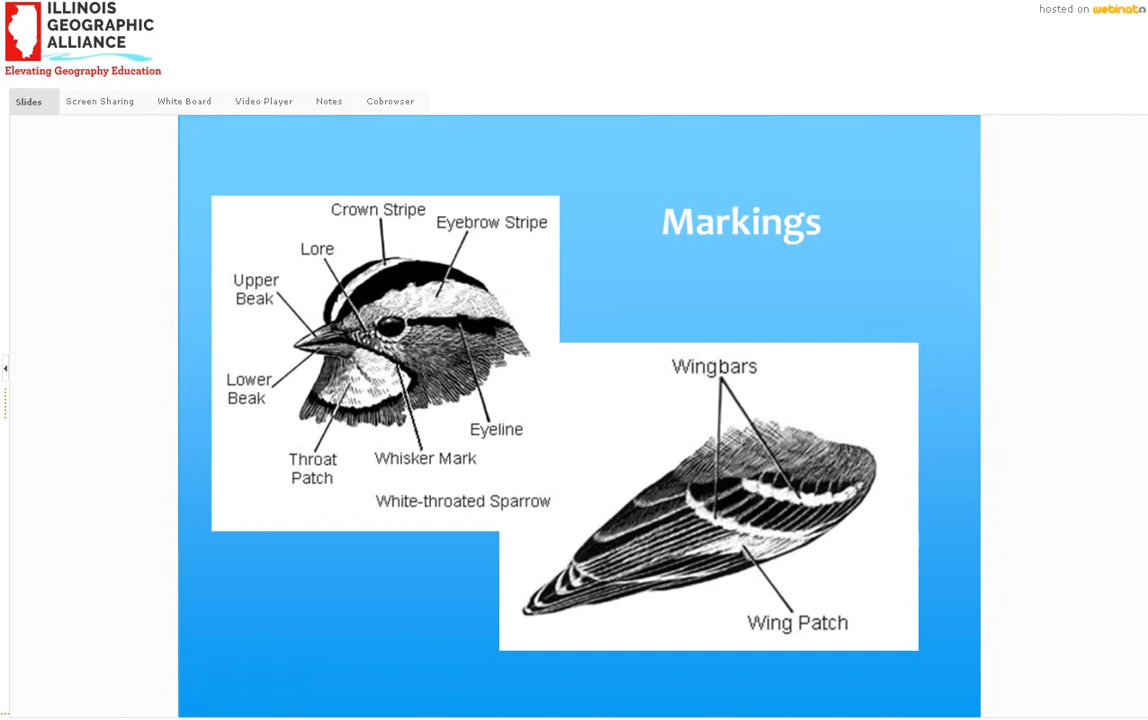 ILLINOIS
GEOGRAPHIC
ALLIANCE
Elevating Geography Education
hosted on webinato
Slides
Screen Sharing
White Board
Video Player
Notes
Cobrowser
Markings
Crown Stripe
Eyebrow Stripe
Lore
Upper
Beak
Lower
Beak
Eyeline
Throat
Patch
Whisker Mark
White-throated Sparrow
Wingbars
Wing Patch